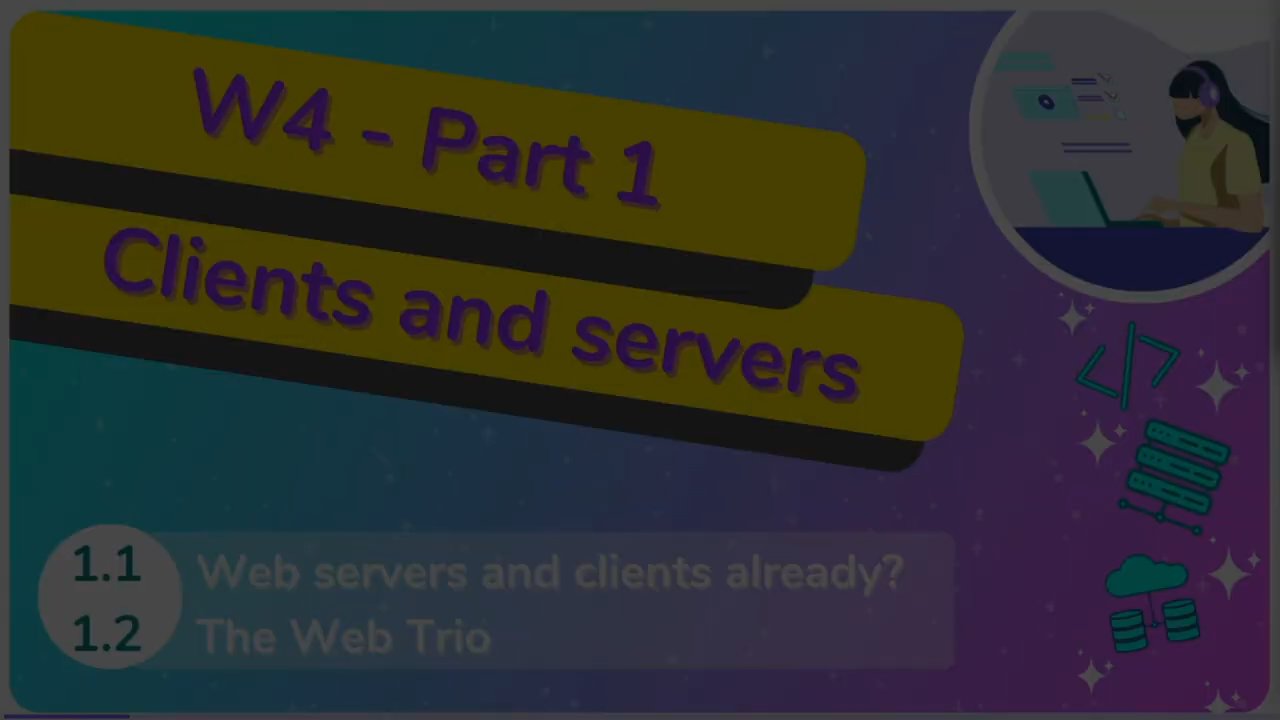 W4 - Part 1
Clients and servers
1.1 Web servers and clients already?
1.2 The Web Trio